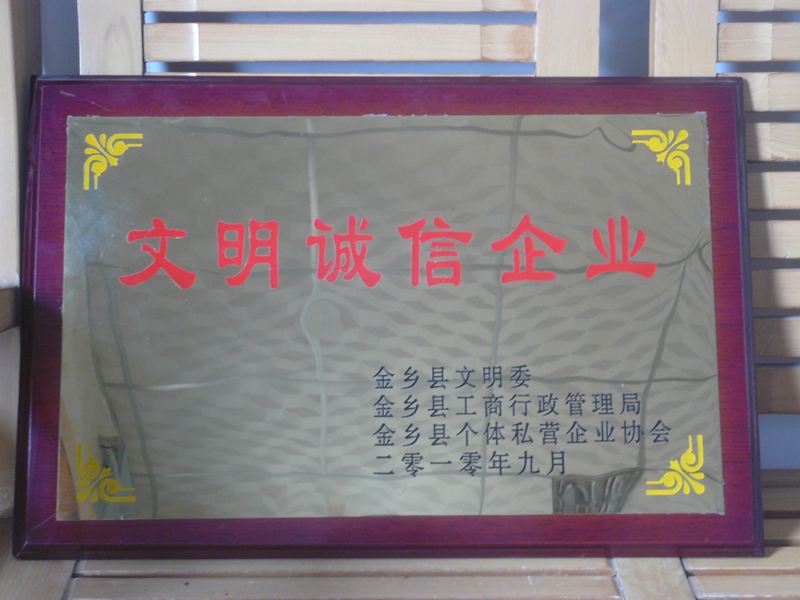 文明诚信企业
金乡县文明委
金乡县工商行政管理局
金乡县个体私营企业协会
二零一零年九月